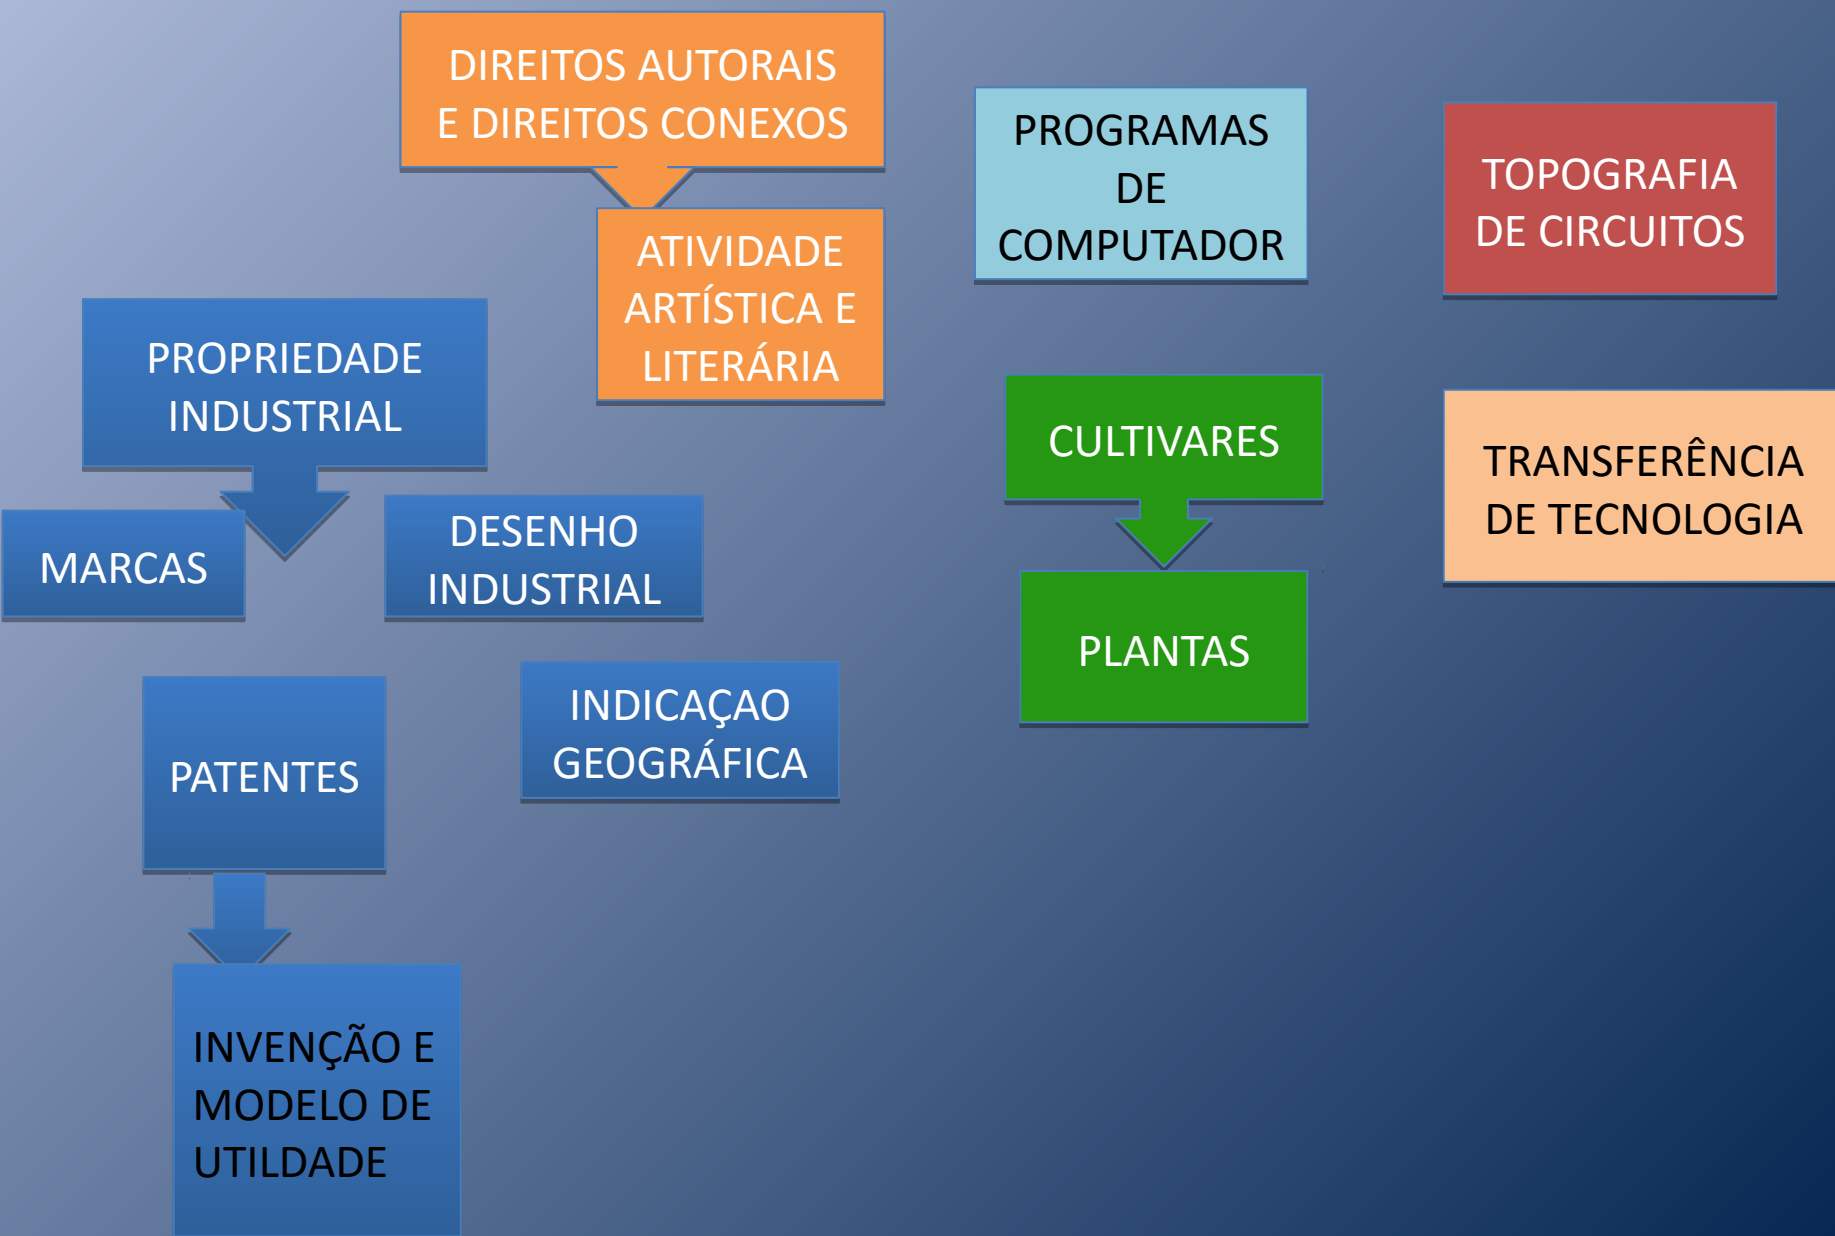 DIREITOS AUTORAIS
E DIREITOS CONEXOS
ATIVIDADE
ARTÍSTICA E
LITERÁRIA
PROGRAMAS
DE
COMPUTADOR
TOPOGRAFIA
DE CIRCUITOS
PROPRIEDADE
INDUSTRIAL
MARCAS
DESENHO
INDUSTRIAL
CULTIVARES
PLANTAS
TRANSFERÊNCIA
DE TECNOLOGIA
PATENTES
INDICAÇAO
GEOGRÁFICA
INVENÇÃO E
MODELO DE
UTILDADE